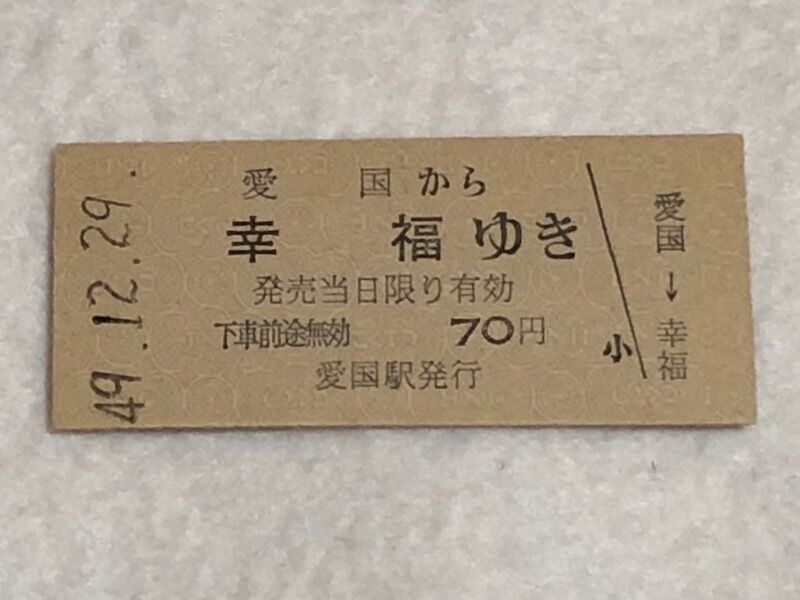 49.12.29.
愛国から
幸福ゆき
発売当日限り有効
下車前途無効 70円
愛国駅発行
小
愛国→幸福